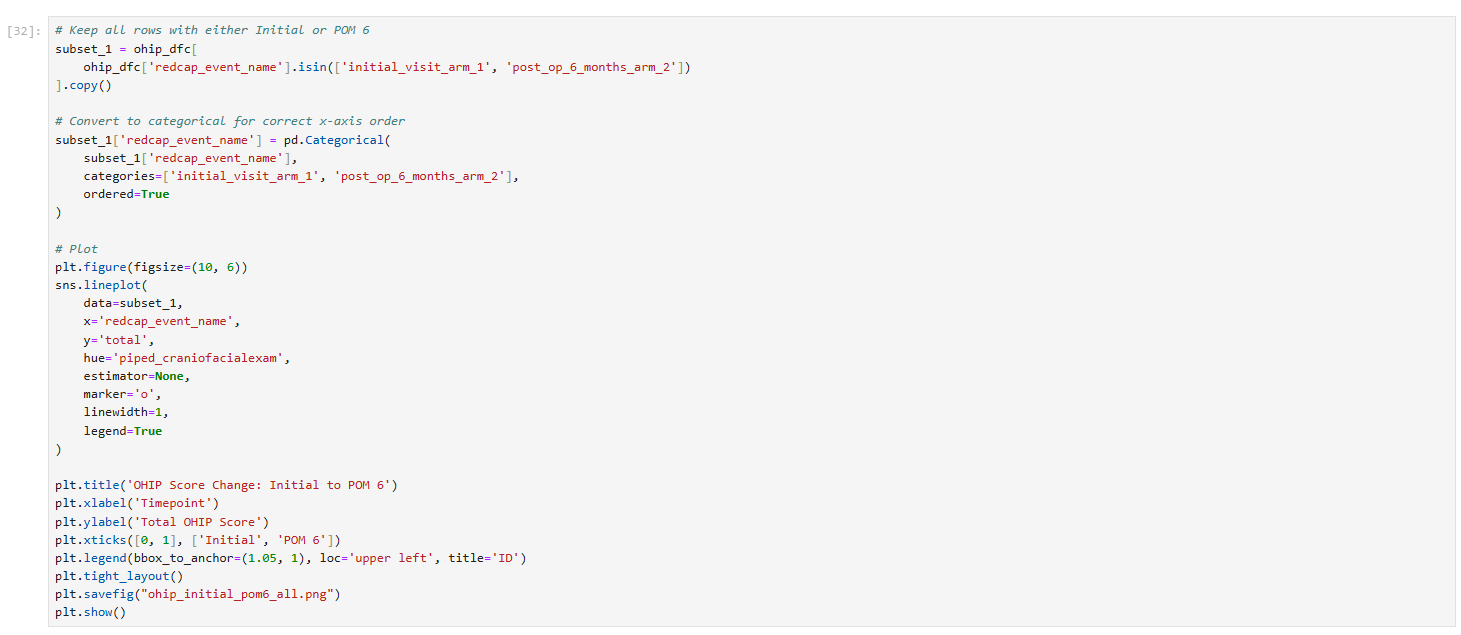 [32]:
# Keep all rows with either Initial or POM 6
subset_1 = ohip_dfc[
    ohip_dfc['redcap_event_name'].isin(['initial_visit_arm_1', 'post_op_6_months_arm_2'])
].copy()

# Convert to categorical for correct x-axis order
subset_1['redcap_event_name'] = pd.Categorical(
    subset_1['redcap_event_name'],
    categories=['initial_visit_arm_1', 'post_op_6_months_arm_2'],
    ordered=True
)

# Plot
plt.figure(figsize=(10, 6))
sns.lineplot(
    data=subset_1,
    x='redcap_event_name',
    y='total',
    hue='piped_craniofacialexam',
    estimator=None,
    marker='o',
    linewidth=1,
    legend=True
)

plt.title('OHIP Score Change: Initial to POM 6')
plt.xlabel('Timepoint')
plt.ylabel('Total OHIP Score')
plt.xticks([0, 1], ['Initial', 'POM 6'])
plt.legend(bbox_to_anchor=(1.05, 1), loc='upper left', title='ID')
plt.tight_layout()
plt.savefig("ohip_initial_pom6_all.png")
plt.show()